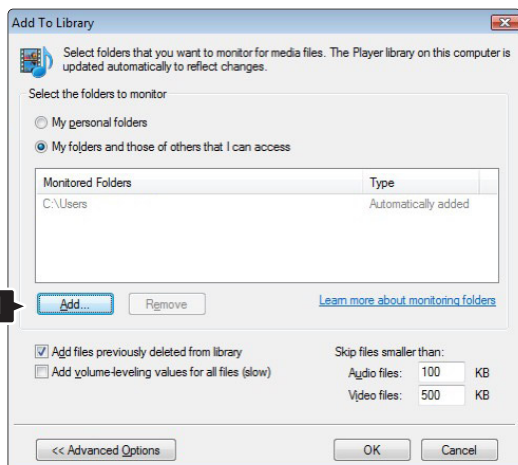 Add To Library
Select folders that you want to monitor for media files. The Player library on this computer is
updated automatically to reflect changes.
Select the folders to monitor
My personal folders
My folders and those of others that I can access
Monitored Folders Type
C:\Users Automatically added
Add... Remove Learn more about monitoring folders
Add files previously deleted from library Skip files smaller than:
Add volume-leveling values for all files (slow) Audio files: 100 KB
Video files: 500 KB
<< Advanced Options OK Cancel